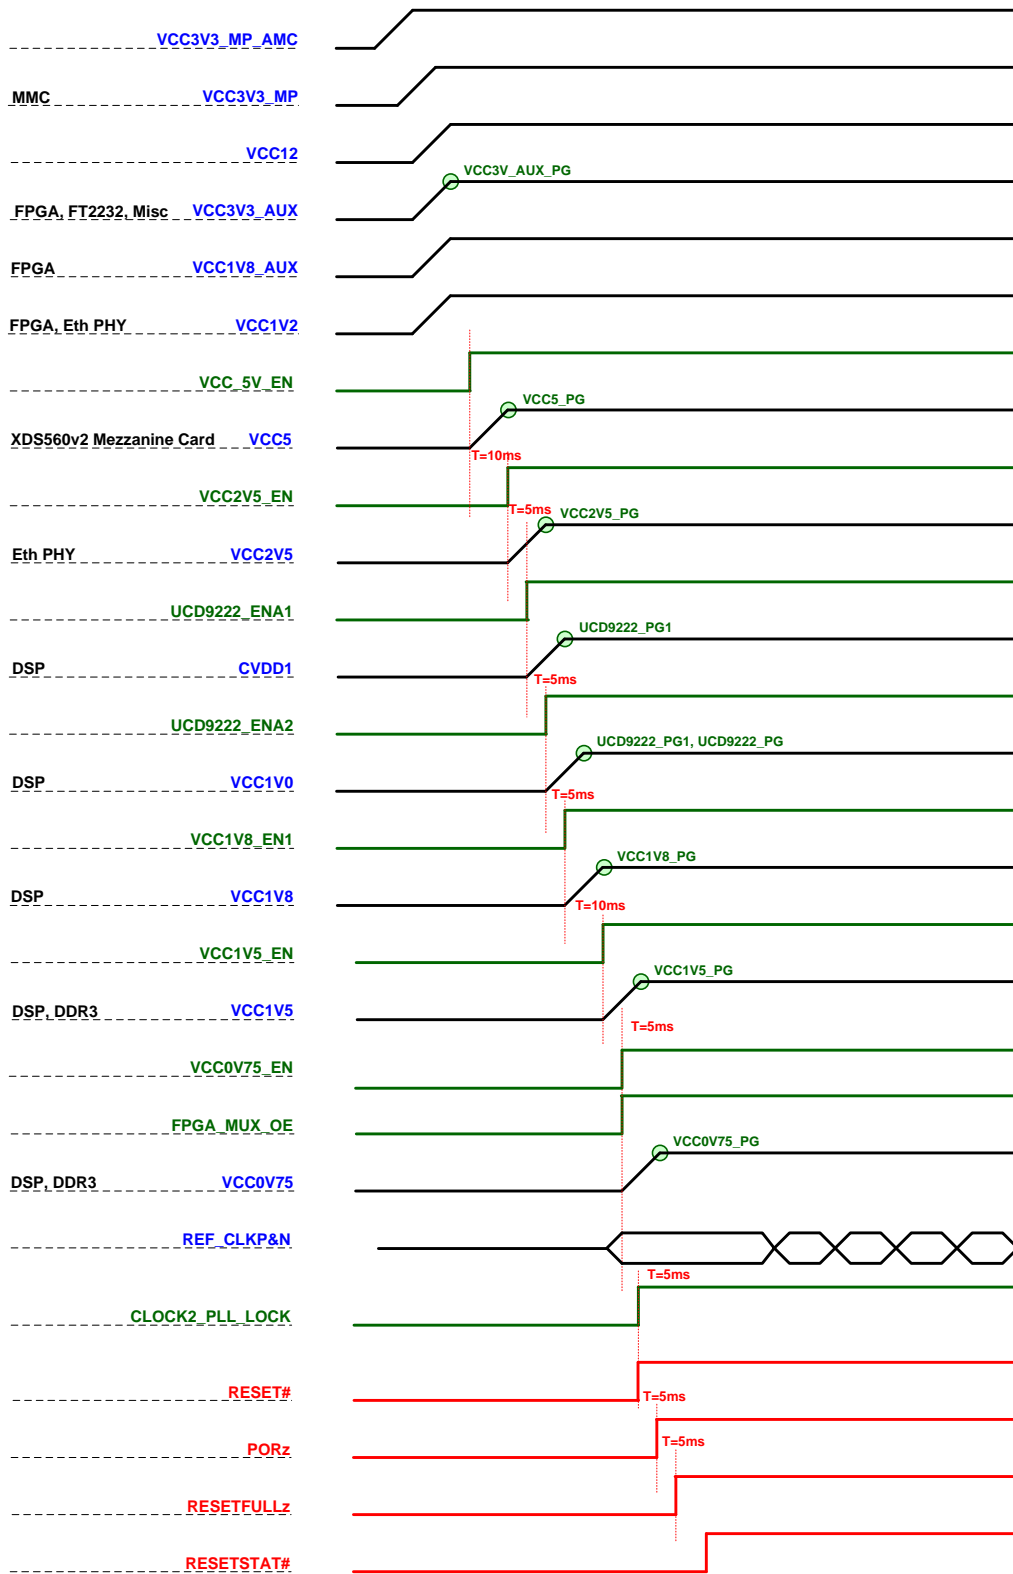 VCC3V3_MP_AMC
MMC VCC3V3_MP
VCC12
VCC3V_AUX_PG
FPGA, FT2232, Misc VCC3V3_AUX
FPGA VCC1V8_AUX
FPGA, Eth PHY VCC1V2
VCC_5V_EN
VCC5_PG
XDS560v2 Mezzanine Card VCC5
T=10ms
VCC2V5_EN
T=5ms
VCC2V5_PG
Eth PHY VCC2V5
UCD9222_ENA1
UCD9222_PG1
DSP CVDD1
T=5ms
UCD9222_ENA2
UCD9222_PG1, UCD9222_PG
DSP VCC1V0
T=5ms
VCC1V8_EN1
VCC1V8_PG
DSP VCC1V8
T=10ms
VCC1V5_EN
VCC1V5_PG
DSP, DDR3 VCC1V5
T=5ms
VCC0V75_EN
FPGA_MUX_OE
VCC0V75_PG
DSP, DDR3 VCC0V75
REF_CLKP&N
T=5ms
CLOCK2_PLL_LOCK
RESET#
T=5ms
PORz
T=5ms
RESETFULLz
RESETSTAT#